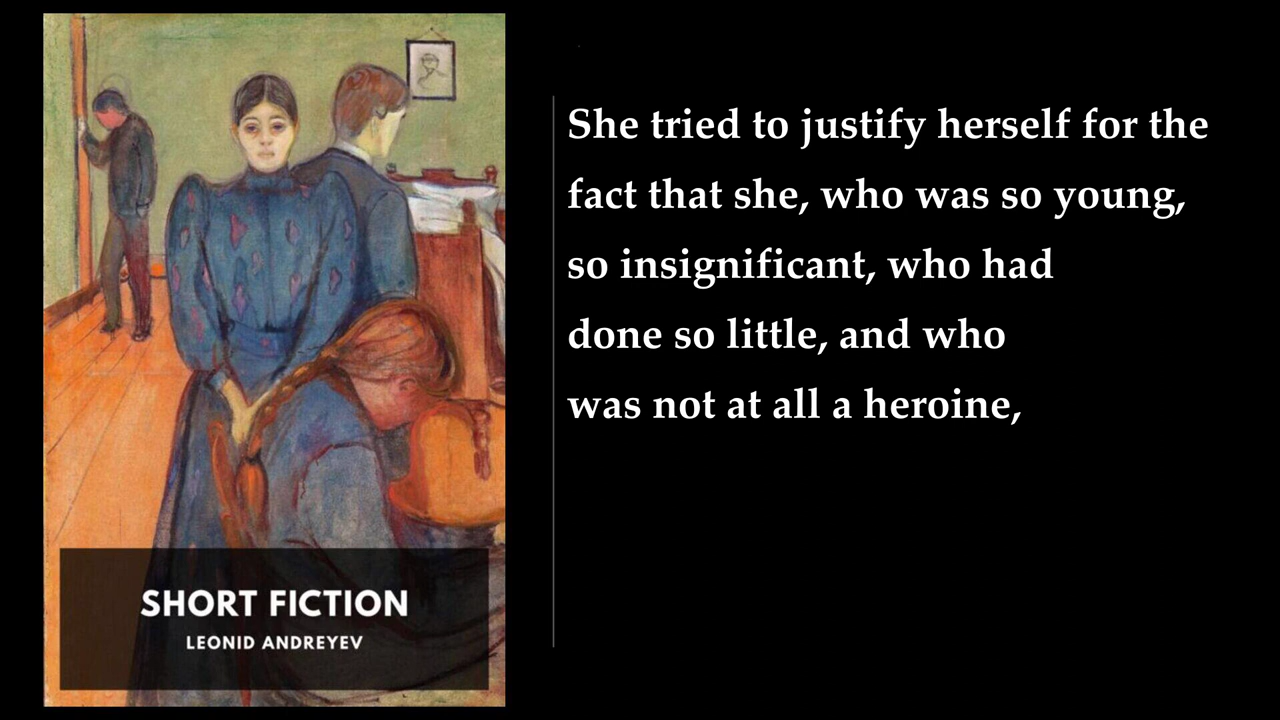 She tried to justify herself for the
fact that she, who was so young,
so insignificant, who had
done so little, and who
was not at all a heroine,
SHORT FICTION
LEONID ANDREYEV